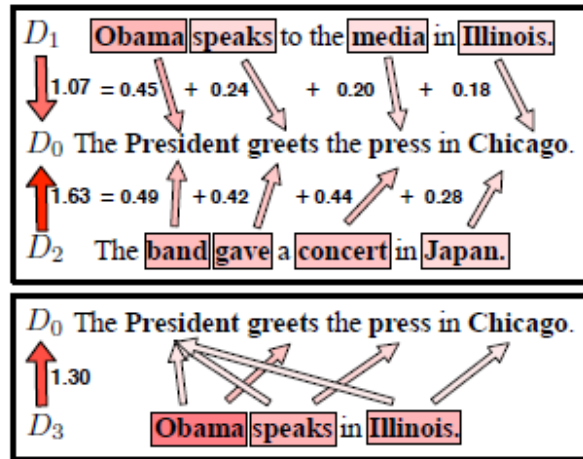 D1 Obama speaks to the media in Illinois.
1.07 = 0.45 + 0.24 + 0.20 + 0.18
D0 The President greets the press in Chicago.
1.63 = 0.49 + 0.42 + 0.44 + 0.28
D2 The band gave a concert in Japan.
D0 The President greets the press in Chicago.
1.30
D3 Obama speaks in Illinois.